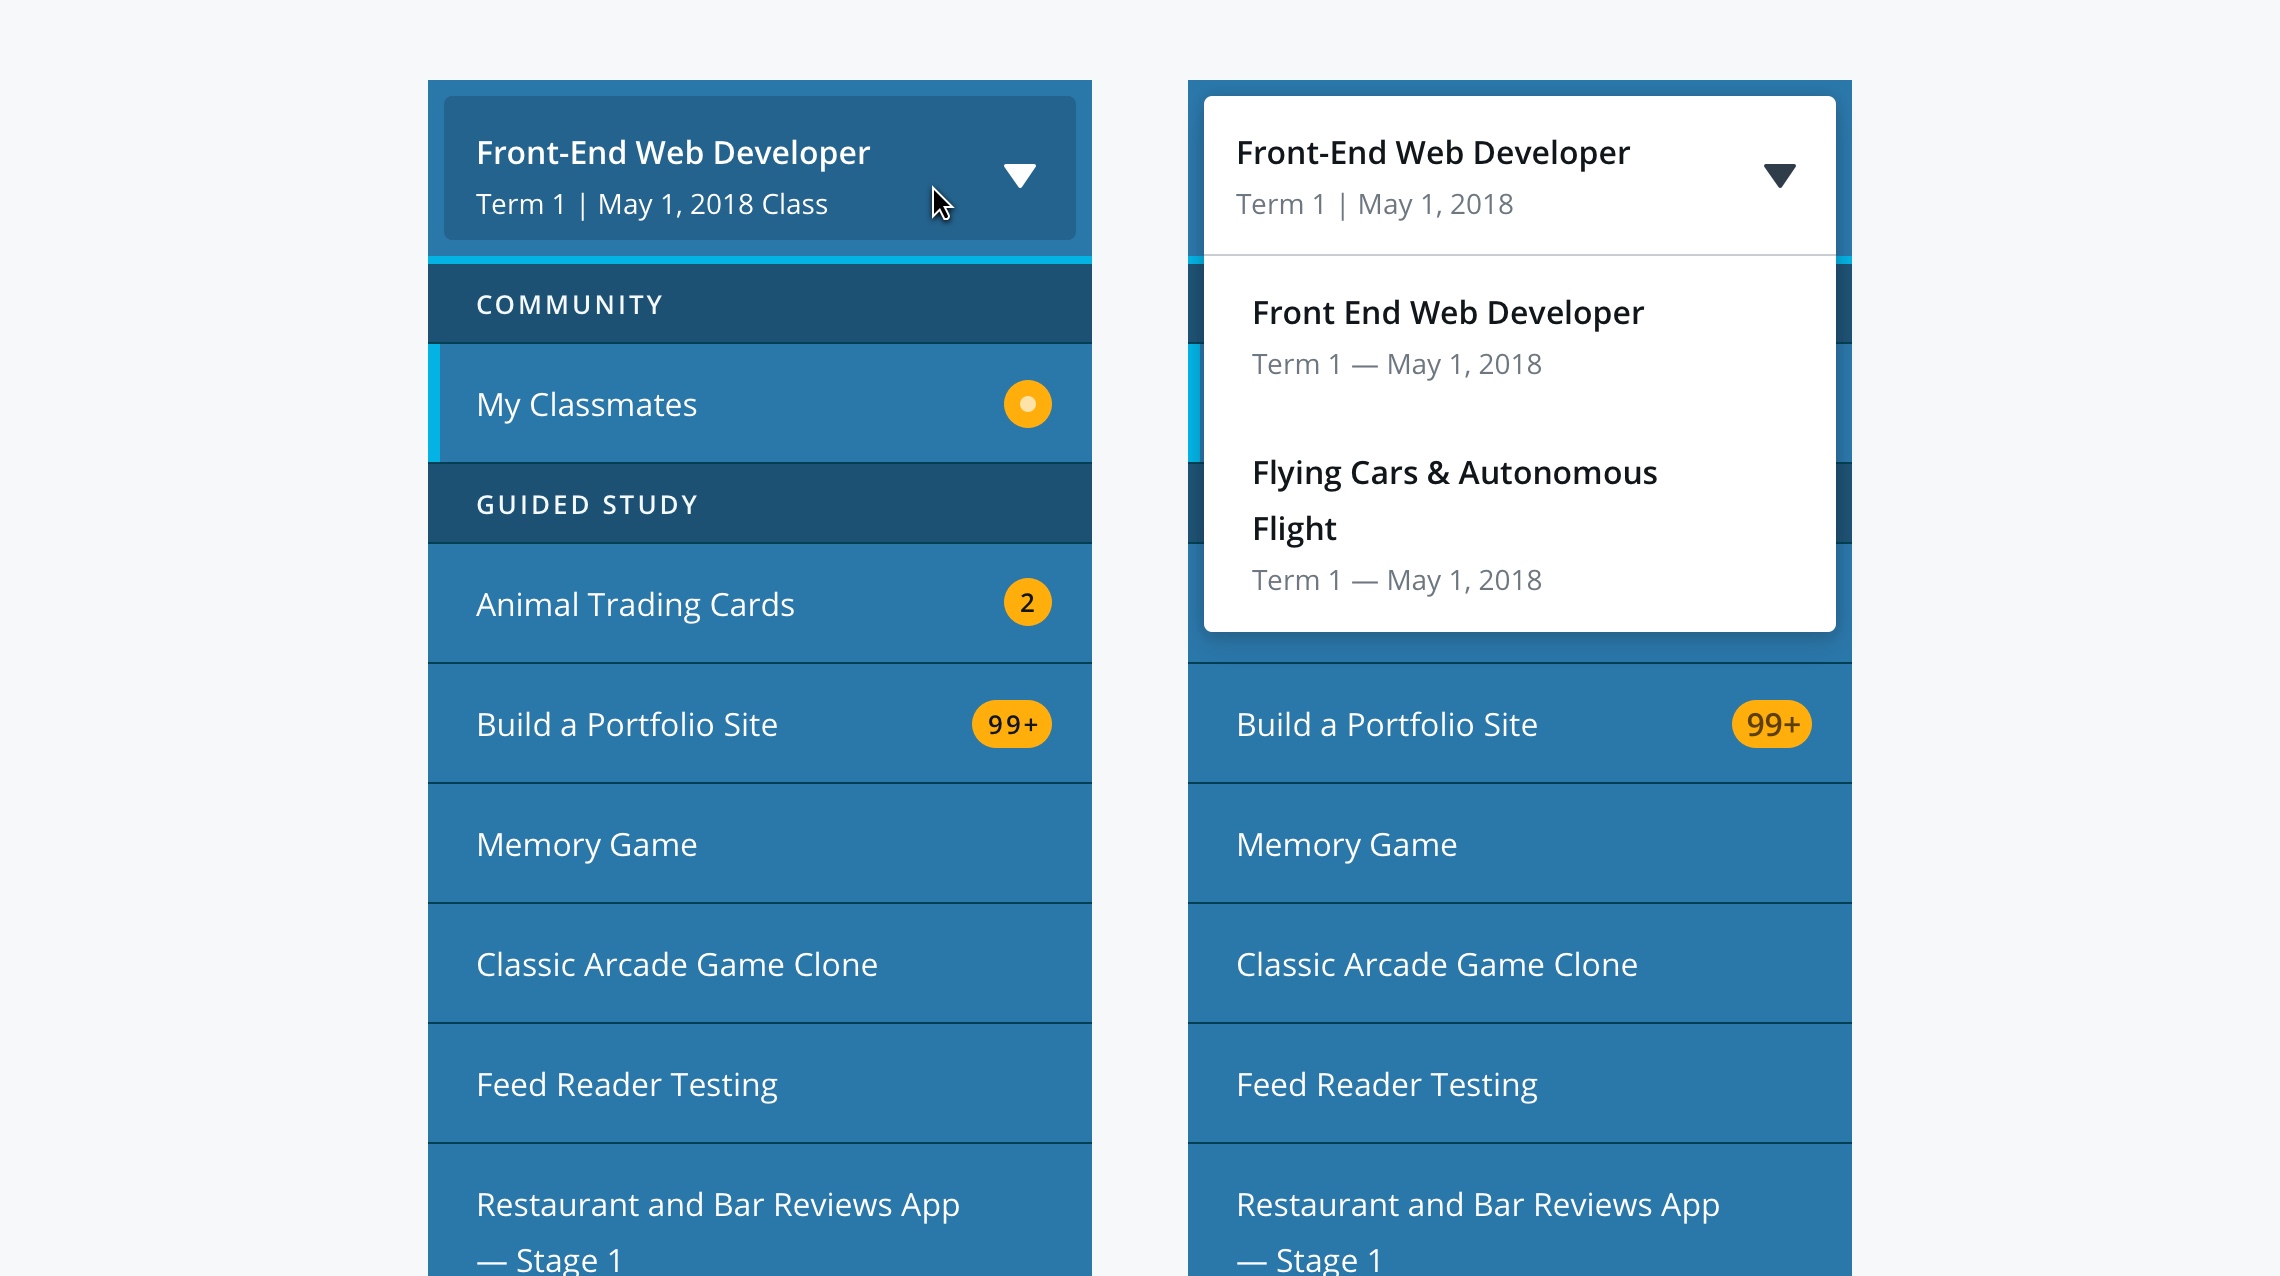 Front-End Web Developer
Term 1 | May 1, 2018 Class
COMMUNITY
My Classmates
GUIDED STUDY
Animal Trading Cards
2
Build a Portfolio Site
99+
Memory Game
Classic Arcade Game Clone
Feed Reader Testing
Restaurant and Bar Reviews App
— Stage 1
Front-End Web Developer
Term 1 | May 1, 2018
Front End Web Developer
Term 1 — May 1, 2018
Flying Cars & Autonomous
Flight
Term 1 — May 1, 2018
Build a Portfolio Site
99+
Memory Game
Classic Arcade Game Clone
Feed Reader Testing
Restaurant and Bar Reviews App
— Stage 1